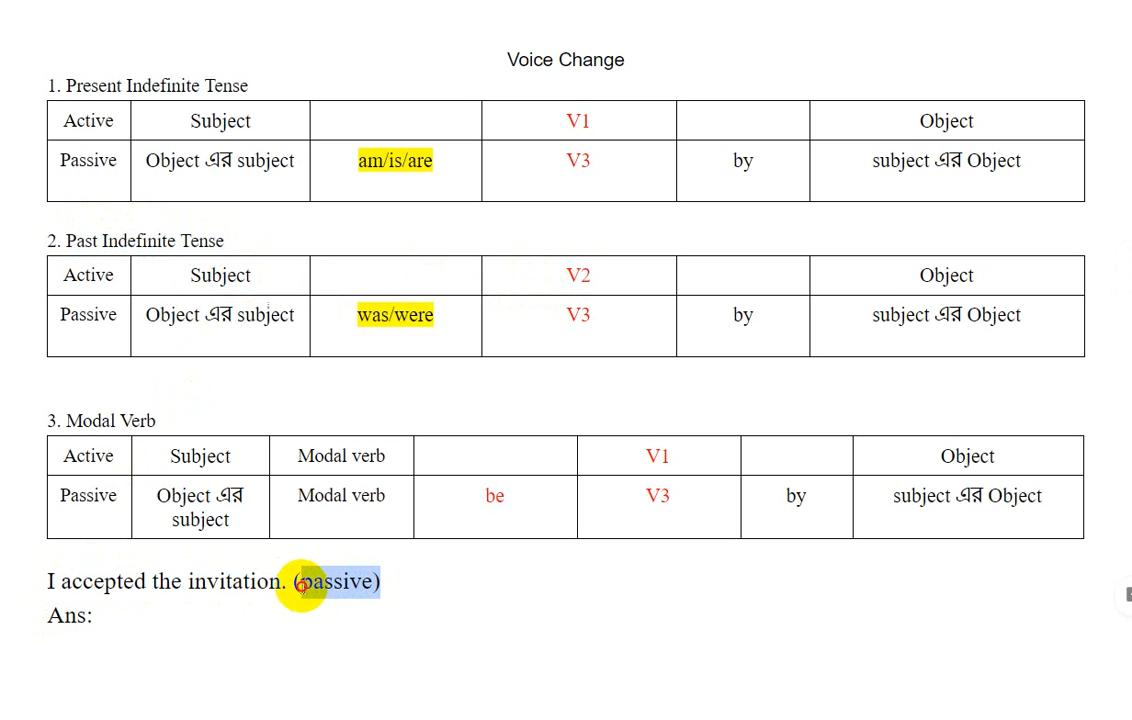 Voice Change
1. Present Indefinite Tense
Active Subject V1 Object
Passive Object এর subject am/is/are V3 by subject এর Object
2. Past Indefinite Tense
Active Subject V2 Object
Passive Object এর subject was/were V3 by subject এর Object
3. Modal Verb
Active Subject Modal verb V1 Object
Passive Object এর Modal verb be V3 by subject এর Object
subject
I accepted the invitation. (passive)
Ans: